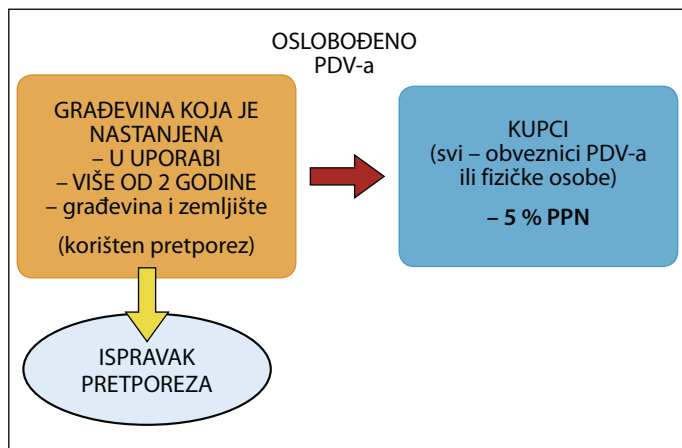 OSLOBOĐENO
PDV-a
GRAĐEVINA KOJA JE
NASTANJENA
– U UPORABI
– VIŠE OD 2 GODINE
– građevina i zemljište
(korišten pretporez)
KUPCI
(svi – obveznici PDV-a
ili fizičke osobe)
– 5 % PPN
ISPRAVAK
PRETPOREZA